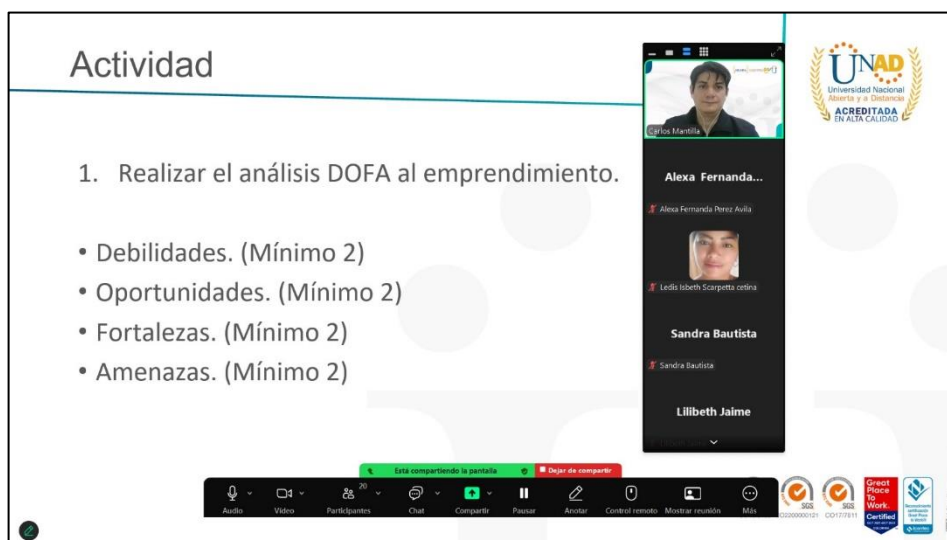 Actividad
1. Realizar el análisis DOFA al emprendimiento.
• Debilidades. (Mínimo 2)
• Oportunidades. (Mínimo 2)
• Fortalezas. (Mínimo 2)
• Amenazas. (Mínimo 2)
Carlos Mantilla
Alexa Fernanda...
Alexa Fernanda Perez Avila
Ledis Isbeth Scarpetta cetina
Sandra Bautista
Sandra Bautista
Lilibeth Jaime
UNAD
Universidad Nacional
Abierta y a Distancia
ACREDITADA
EN ALTA CALIDAD
Está compartiendo la pantalla
Dejar de compartir
20
Audio
Video
Participantes
Chat
Compartir
Pausar
Anotar
Control remoto
Mostrar reunión
Más
SGS
SGS
CO17/7811
Great
Place
To
Work.
Certified